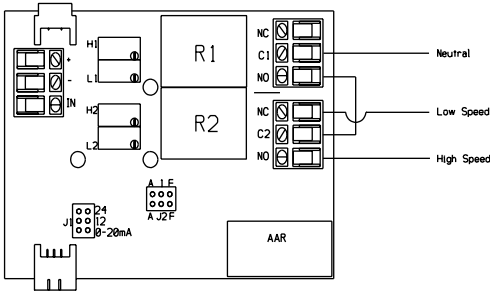 H1
L1
H2
L2
+
-
IN
R1
R2
NC
C1
NO
NC
C2
NO
Neutral
Low Speed
High Speed
A 1 F
A J2 F
J1
24
12
0-20mA
AAR